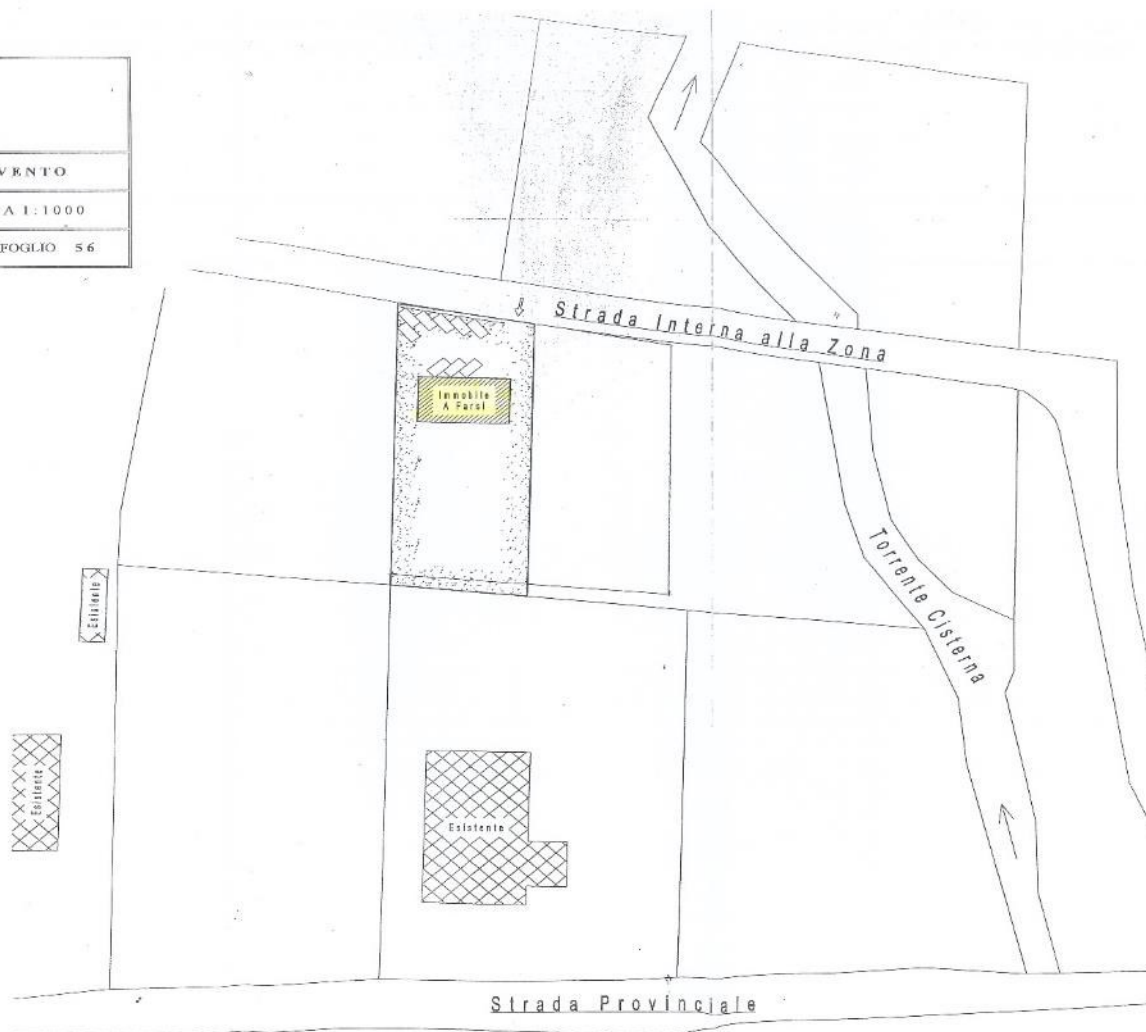 VENTO
A 1:1000
FOGLIO 56
Strada Interna alla Zona
Immobile
A Farsi
Torrente Cisterna
Esistente
Esistente
Esistente
Strada Provinciale